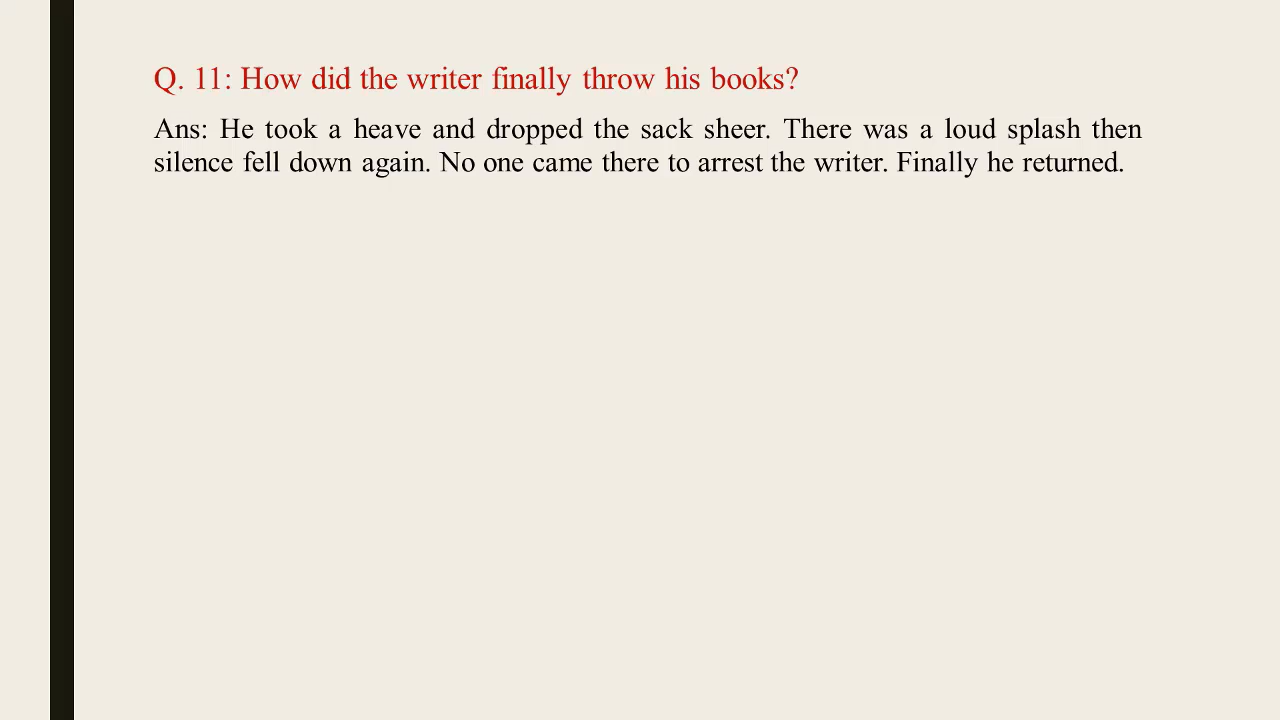 Q. 11: How did the writer finally throw his books?
Ans: He took a heave and dropped the sack sheer. There was a loud splash then
silence fell down again. No one came there to arrest the writer. Finally he returned.